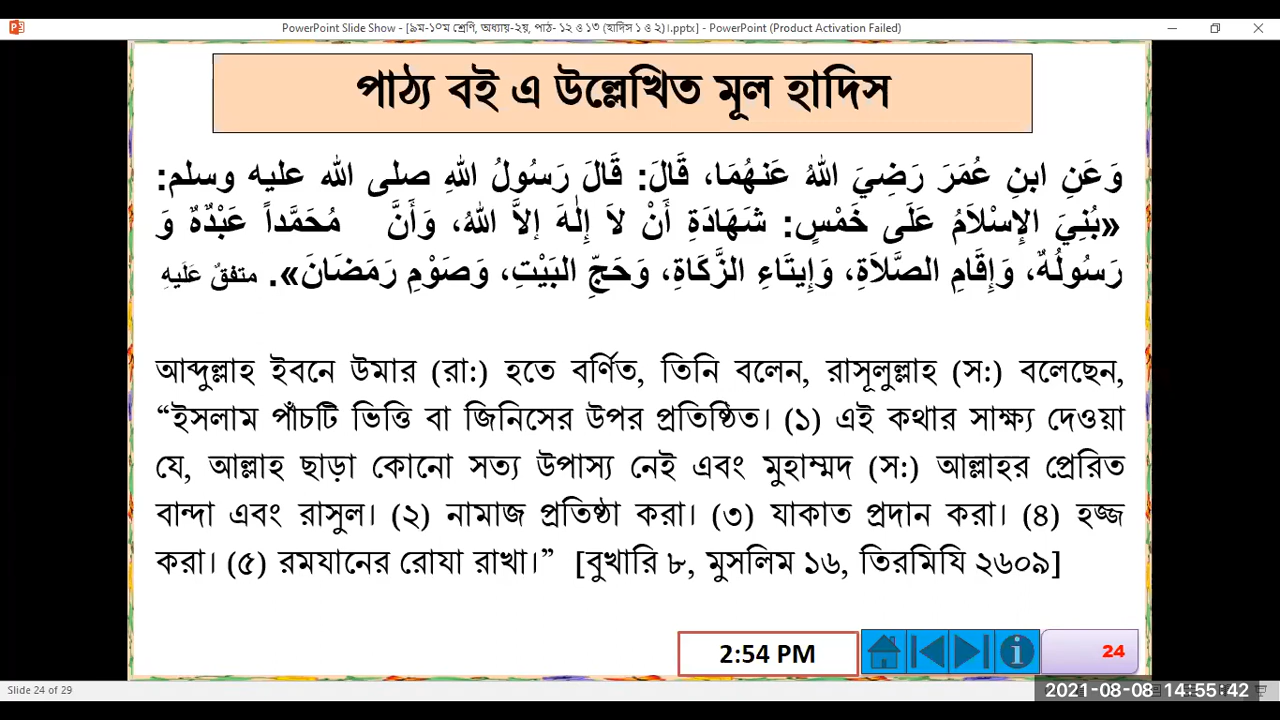 PowerPoint Slide Show - [৯ম-১০ম শ্রেণি, অধ্যায়-২য়, পাঠ- ১২ ও ১৩ (হাদিস ১ ও ২)।.pptx] - PowerPoint (Product Activation Failed)
পাঠ্য বই এ উল্লেখিত মূল হাদিস
وَعَنِ ابنِ عُمَرَ رَضِيَ اللهُ عَنهُمَا، قَالَ: قَالَ رَسُولُ اللهِ صلى الله عليه وسلم:
«بُنِيَ الإِسْلَامُ عَلَى خَمْسٍ: شَهَادَةِ أَنْ لاَ إِلٰهَ إلاَّ اللهُ، وَأَنَّ مُحَمَّداً عَبْدُهٌ وَ
رَسُولُهٌ، وَإِقَامِ الصَّلاَةِ، وَإِيتَاءِ الزَّكَاةِ، وَحَجِّ البَيْتِ، وَصَوْمِ رَمَضَانَ». متفقٌ عَلَيهِ
আব্দুল্লাহ ইবনে উমার (রা:) হতে বর্ণিত, তিনি বলেন, রাসূলুল্লাহ (স:) বলেছেন,
“ইসলাম পাঁচটি ভিত্তি বা জিনিসের উপর প্রতিষ্ঠিত। (১) এই কথার সাক্ষ্য দেওয়া
যে, আল্লাহ ছাড়া কোনো সত্য উপাস্য নেই এবং মুহাম্মদ (স:) আল্লাহর প্রেরিত
বান্দা এবং রাসুল। (২) নামাজ প্রতিষ্ঠা করা। (৩) যাকাত প্রদান করা। (৪) হজ্জ
করা। (৫) রমযানের রোযা রাখা।” [বুখারি ৮, মুসলিম ১৬, তিরমিযি ২৬০৯]
2:54 PM
24
Slide 24 of 29
2021-08-08 14:55:42